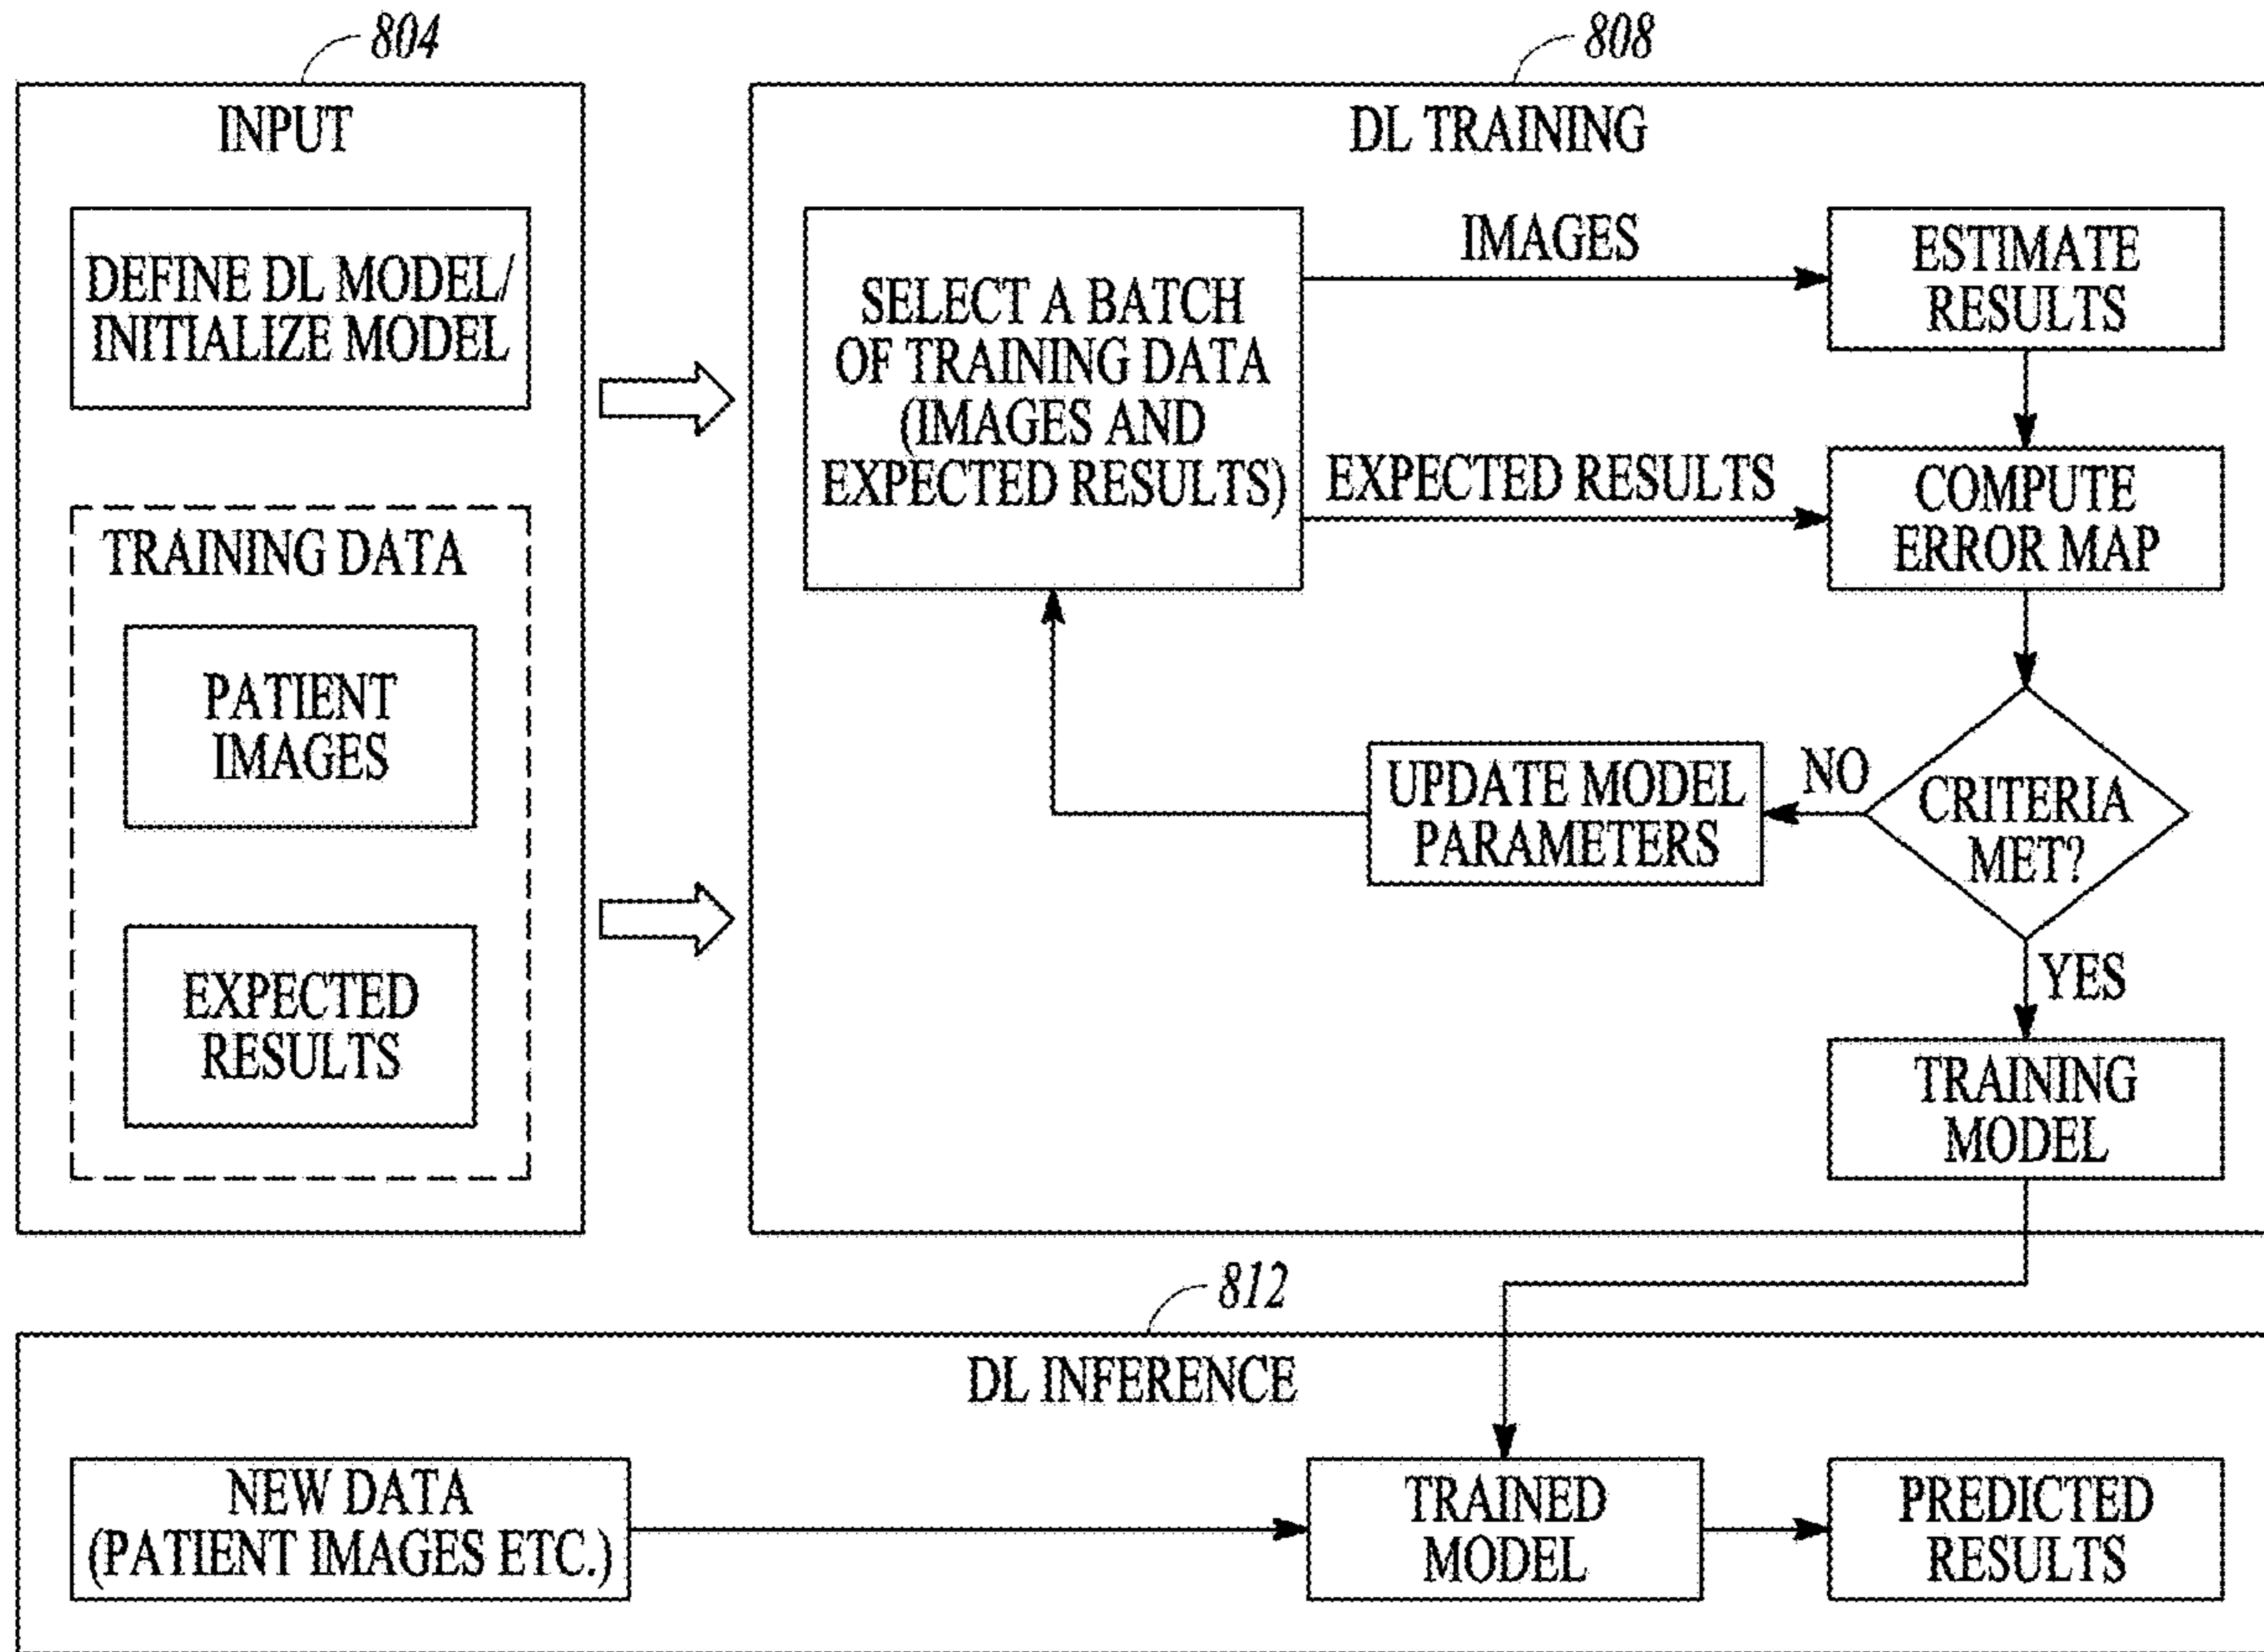 804
INPUT
DEFINE DL MODEL/
INITIALIZE MODEL
TRAINING DATA
PATIENT
IMAGES
EXPECTED
RESULTS
808
DL TRAINING
SELECT A BATCH
OF TRAINING DATA
(IMAGES AND
EXPECTED RESULTS)
IMAGES
ESTIMATE
RESULTS
EXPECTED RESULTS
COMPUTE
ERROR MAP
CRITERIA
MET?
NO
UPDATE MODEL
PARAMETERS
YES
TRAINING
MODEL
812
DL INFERENCE
NEW DATA
(PATIENT IMAGES ETC.)
TRAINED
MODEL
PREDICTED
RESULTS